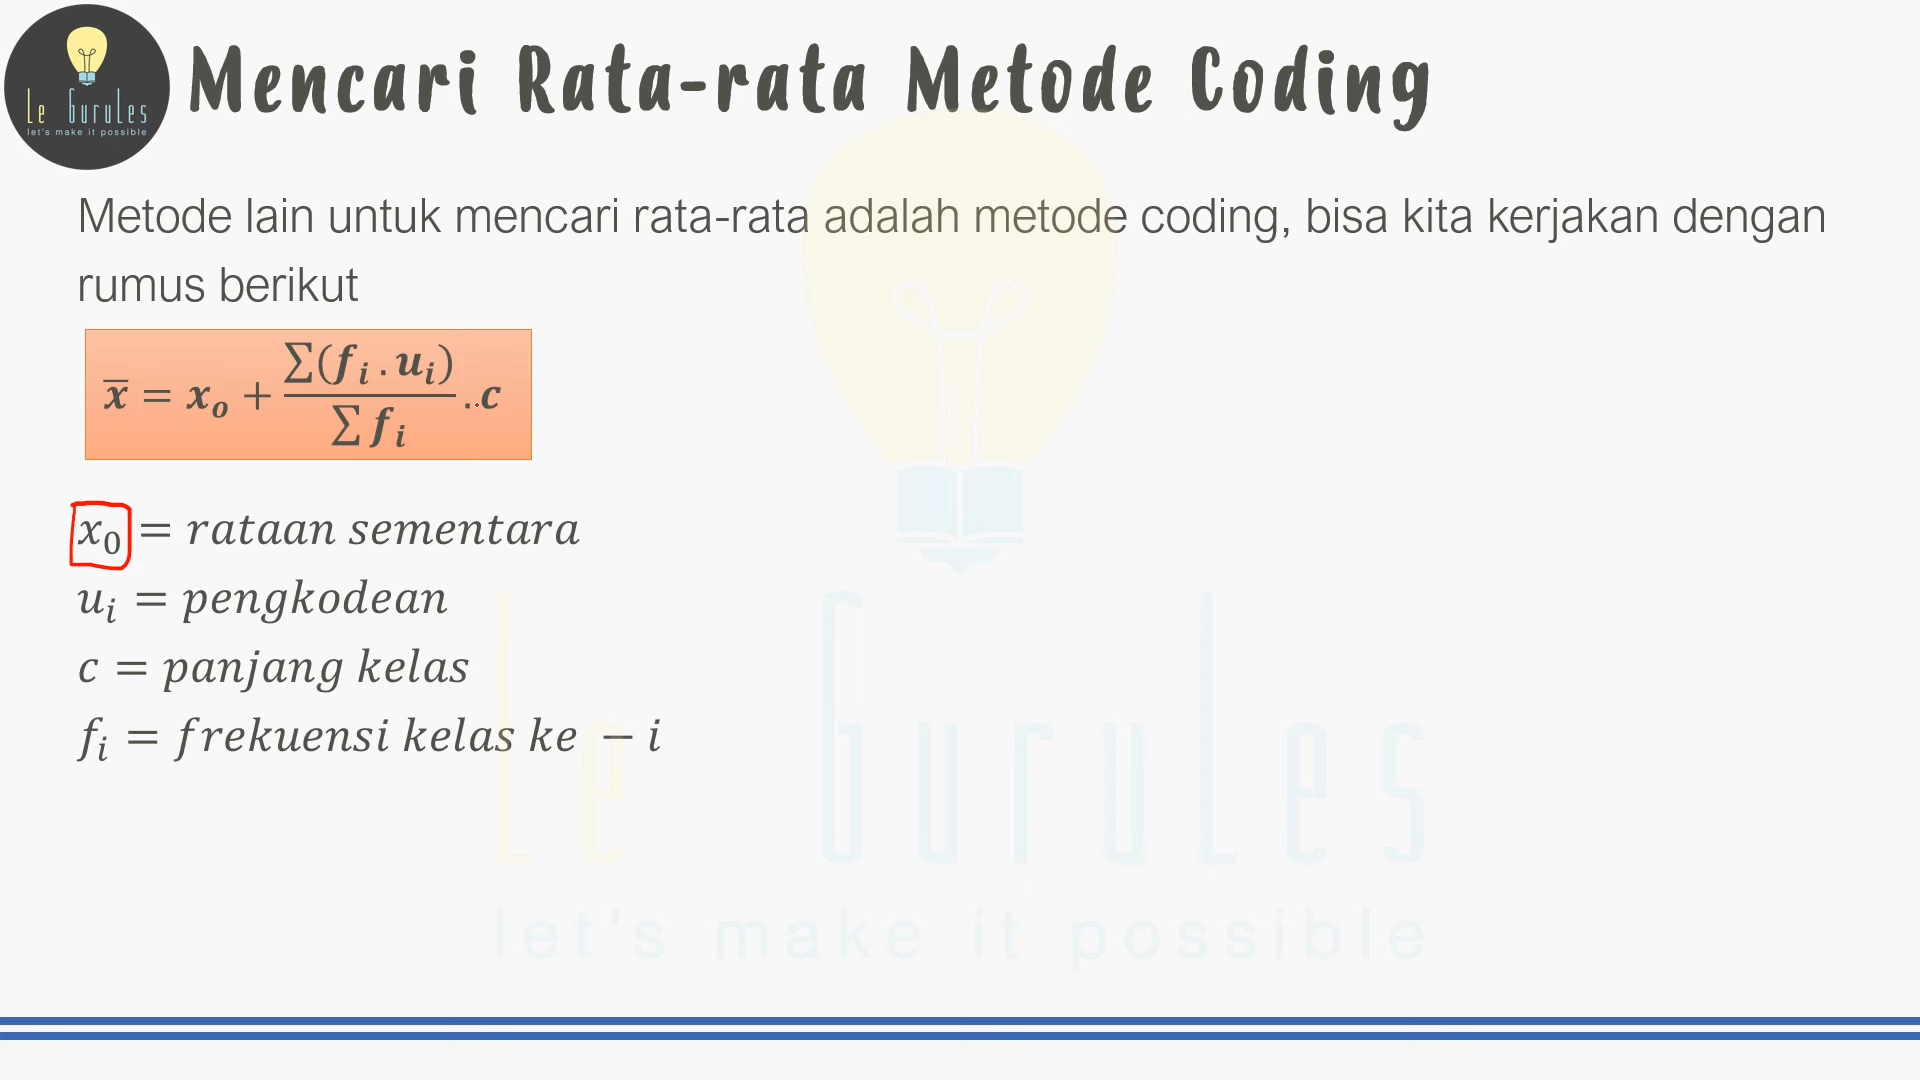 Le GuruLes
let's make it possible
Mencari Rata-rata Metode Coding
Metode lain untuk mencari rata-rata adalah metode coding, bisa kita kerjakan dengan
rumus berikut
x̅ = xₒ + ∑(fᵢ . uᵢ) / ∑ fᵢ . c
x₀ = rataan sementara
uᵢ = pengkodean
c = panjang kelas
fᵢ = frekuensi kelas ke − i
Le GuruLes
let's make it possible